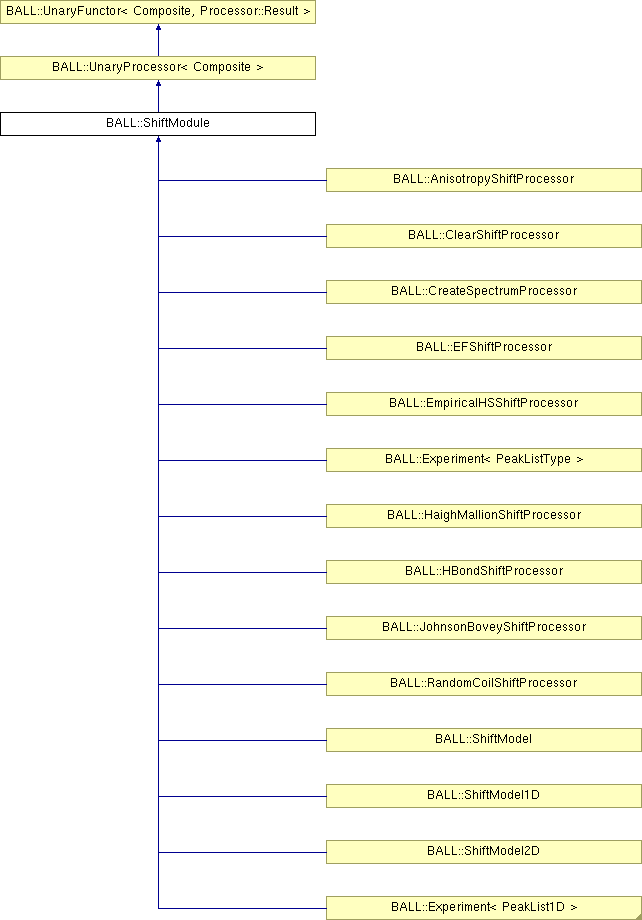 BALL::UnaryFunctor< Composite, Processor::Result >
BALL::UnaryProcessor< Composite >
BALL::ShiftModule
BALL::AnisotropyShiftProcessor
BALL::ClearShiftProcessor
BALL::CreateSpectrumProcessor
BALL::EFShiftProcessor
BALL::EmpiricalHSShiftProcessor
BALL::Experiment< PeakListType >
BALL::HaighMallionShiftProcessor
BALL::HBondShiftProcessor
BALL::JohnsonBoveyShiftProcessor
BALL::RandomCoilShiftProcessor
BALL::ShiftModel
BALL::ShiftModel1D
BALL::ShiftModel2D
BALL::Experiment< PeakList1D >